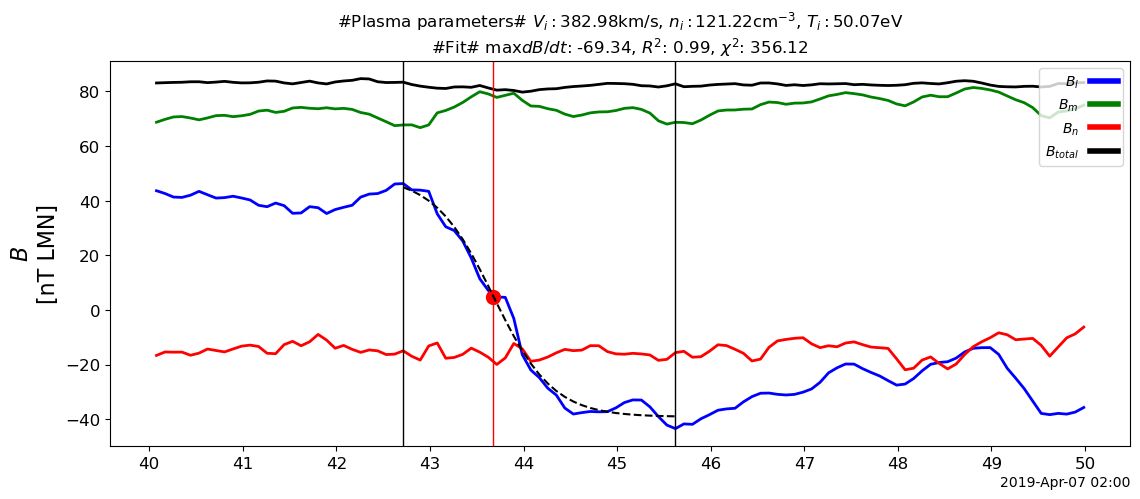 #Plasma parameters# V_i : 382.98km/s, n_i : 121.22cm⁻³, T_i : 50.07eV
#Fit# maxdB/dt: -69.34, R²: 0.99, χ²: 356.12
B
[nT LMN]
80
60
40
20
0
−20
−40
B_l
B_m
B_n
B_total
40 41 42 43 44 45 46 47 48 49 50
2019-Apr-07 02:00